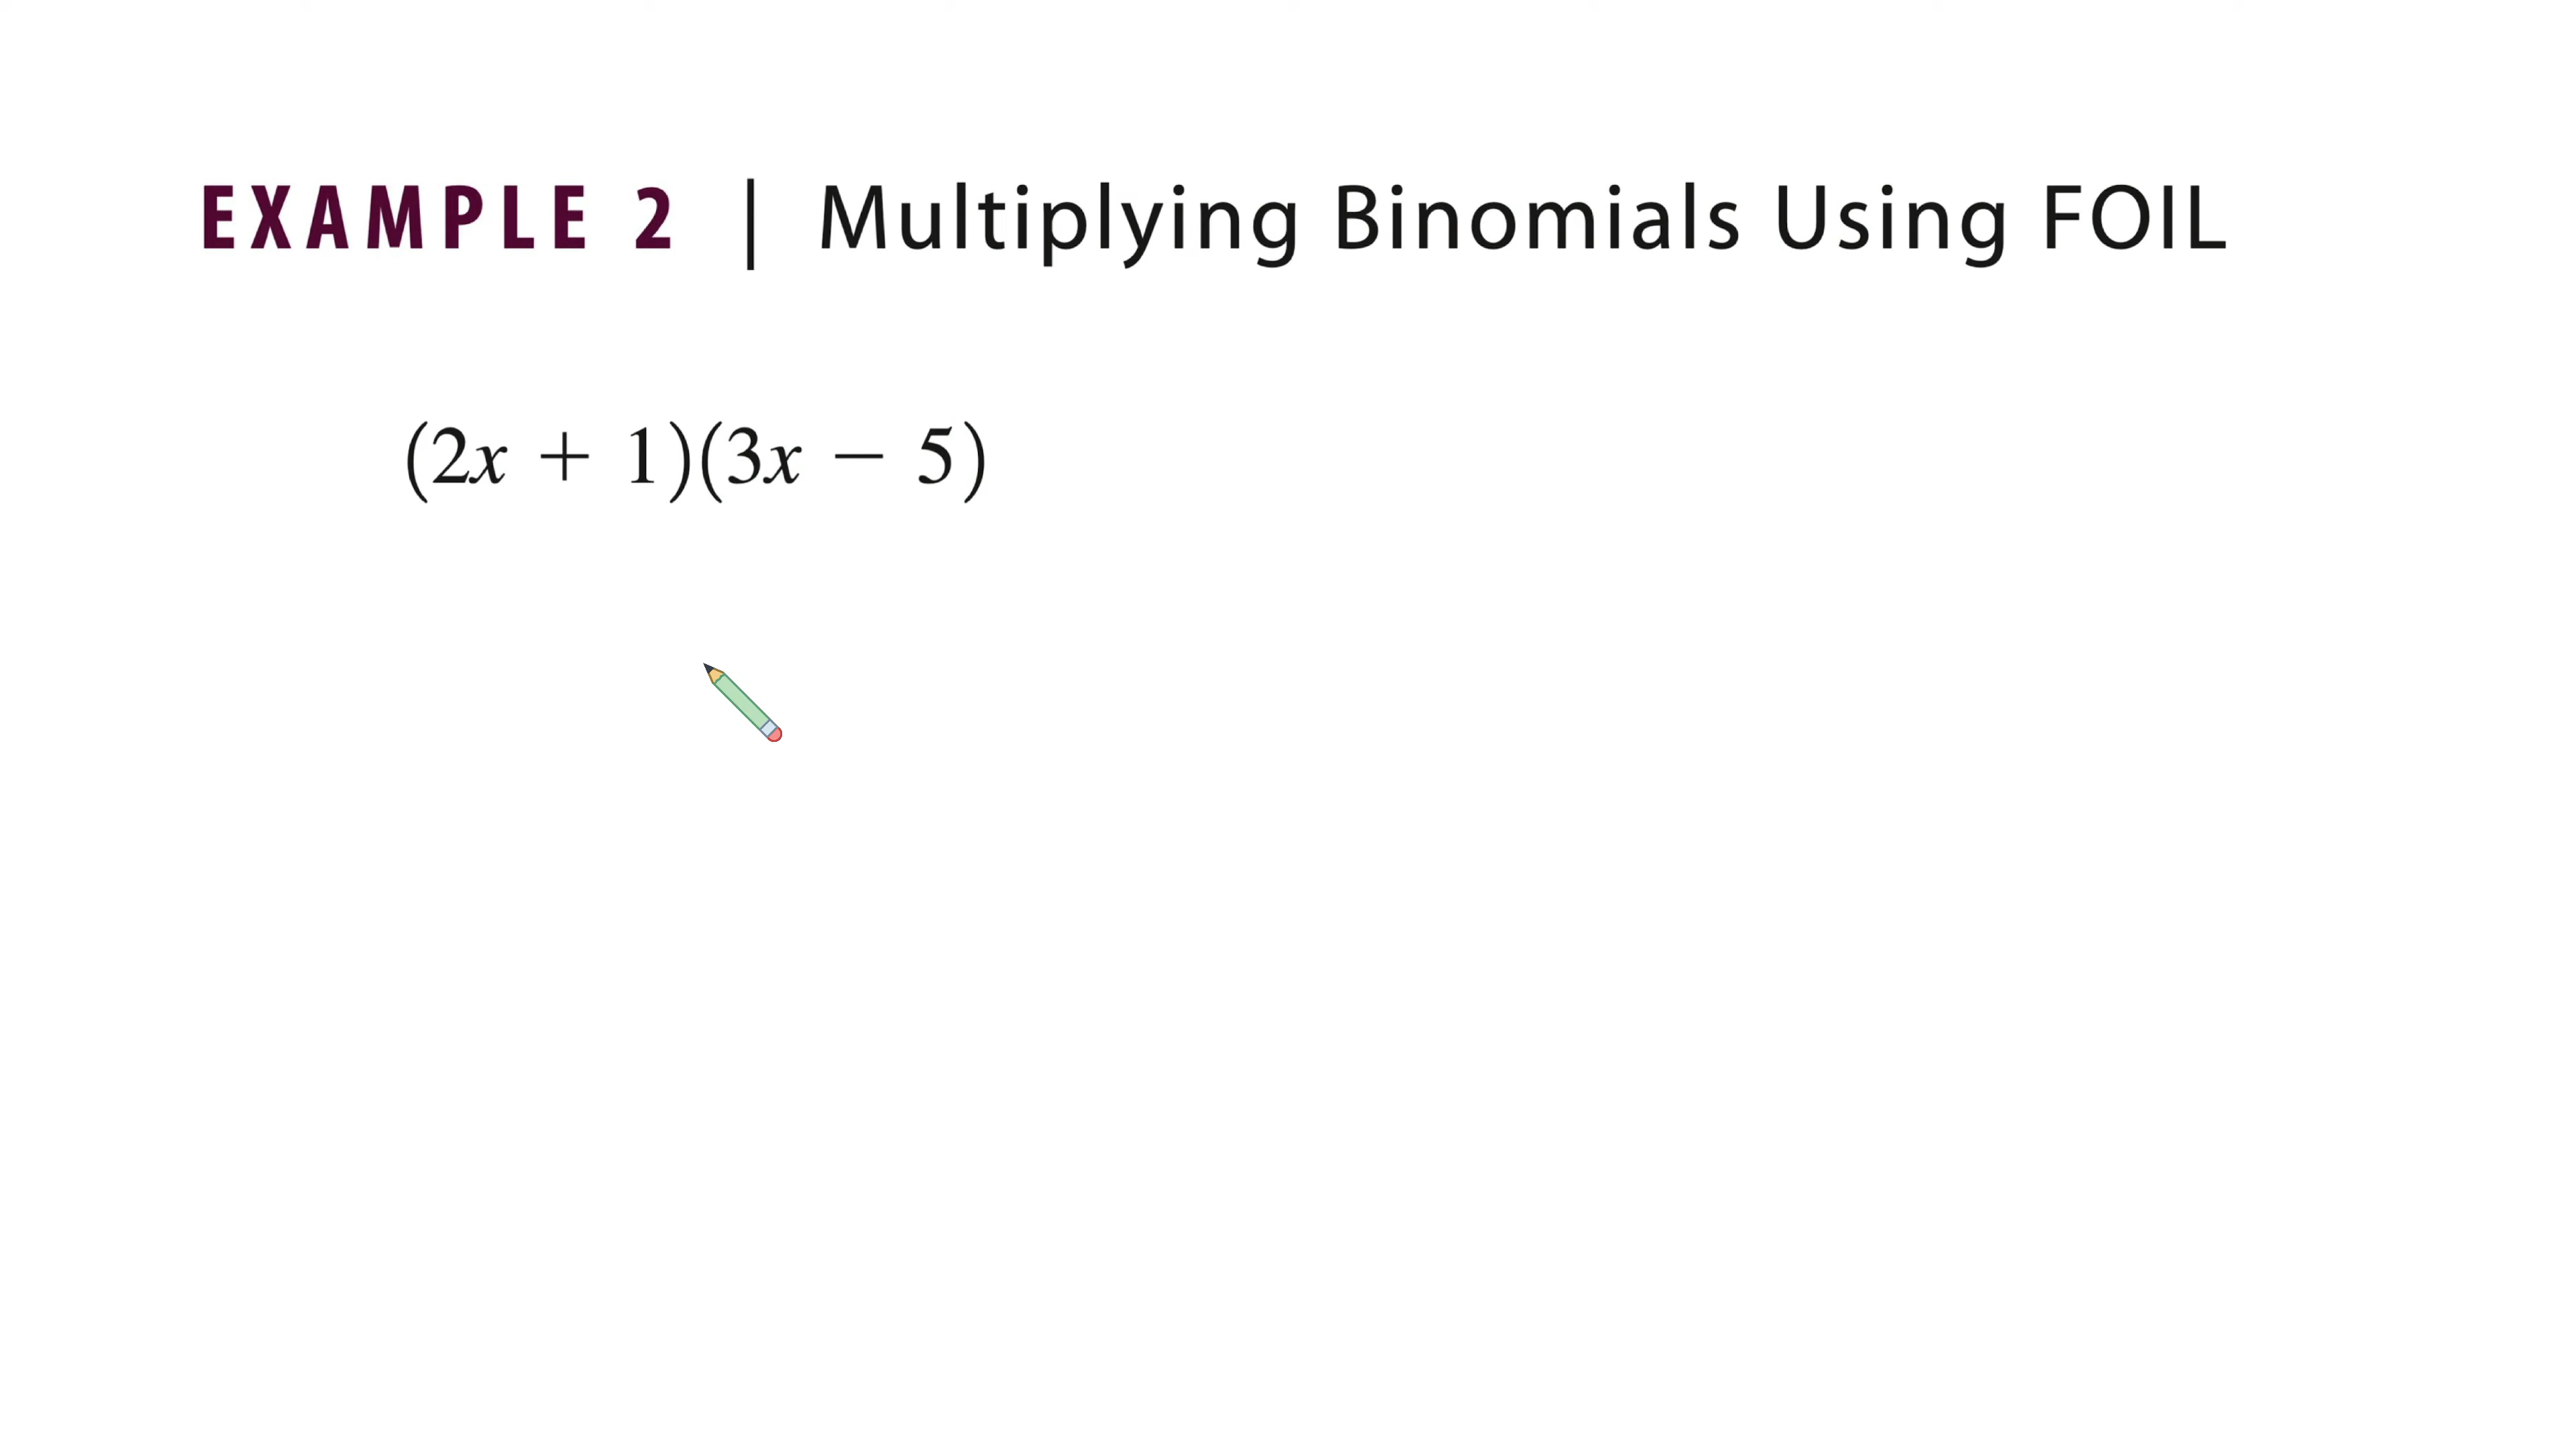 EXAMPLE 2 | Multiplying Binomials Using FOIL
(2x + 1)(3x − 5)